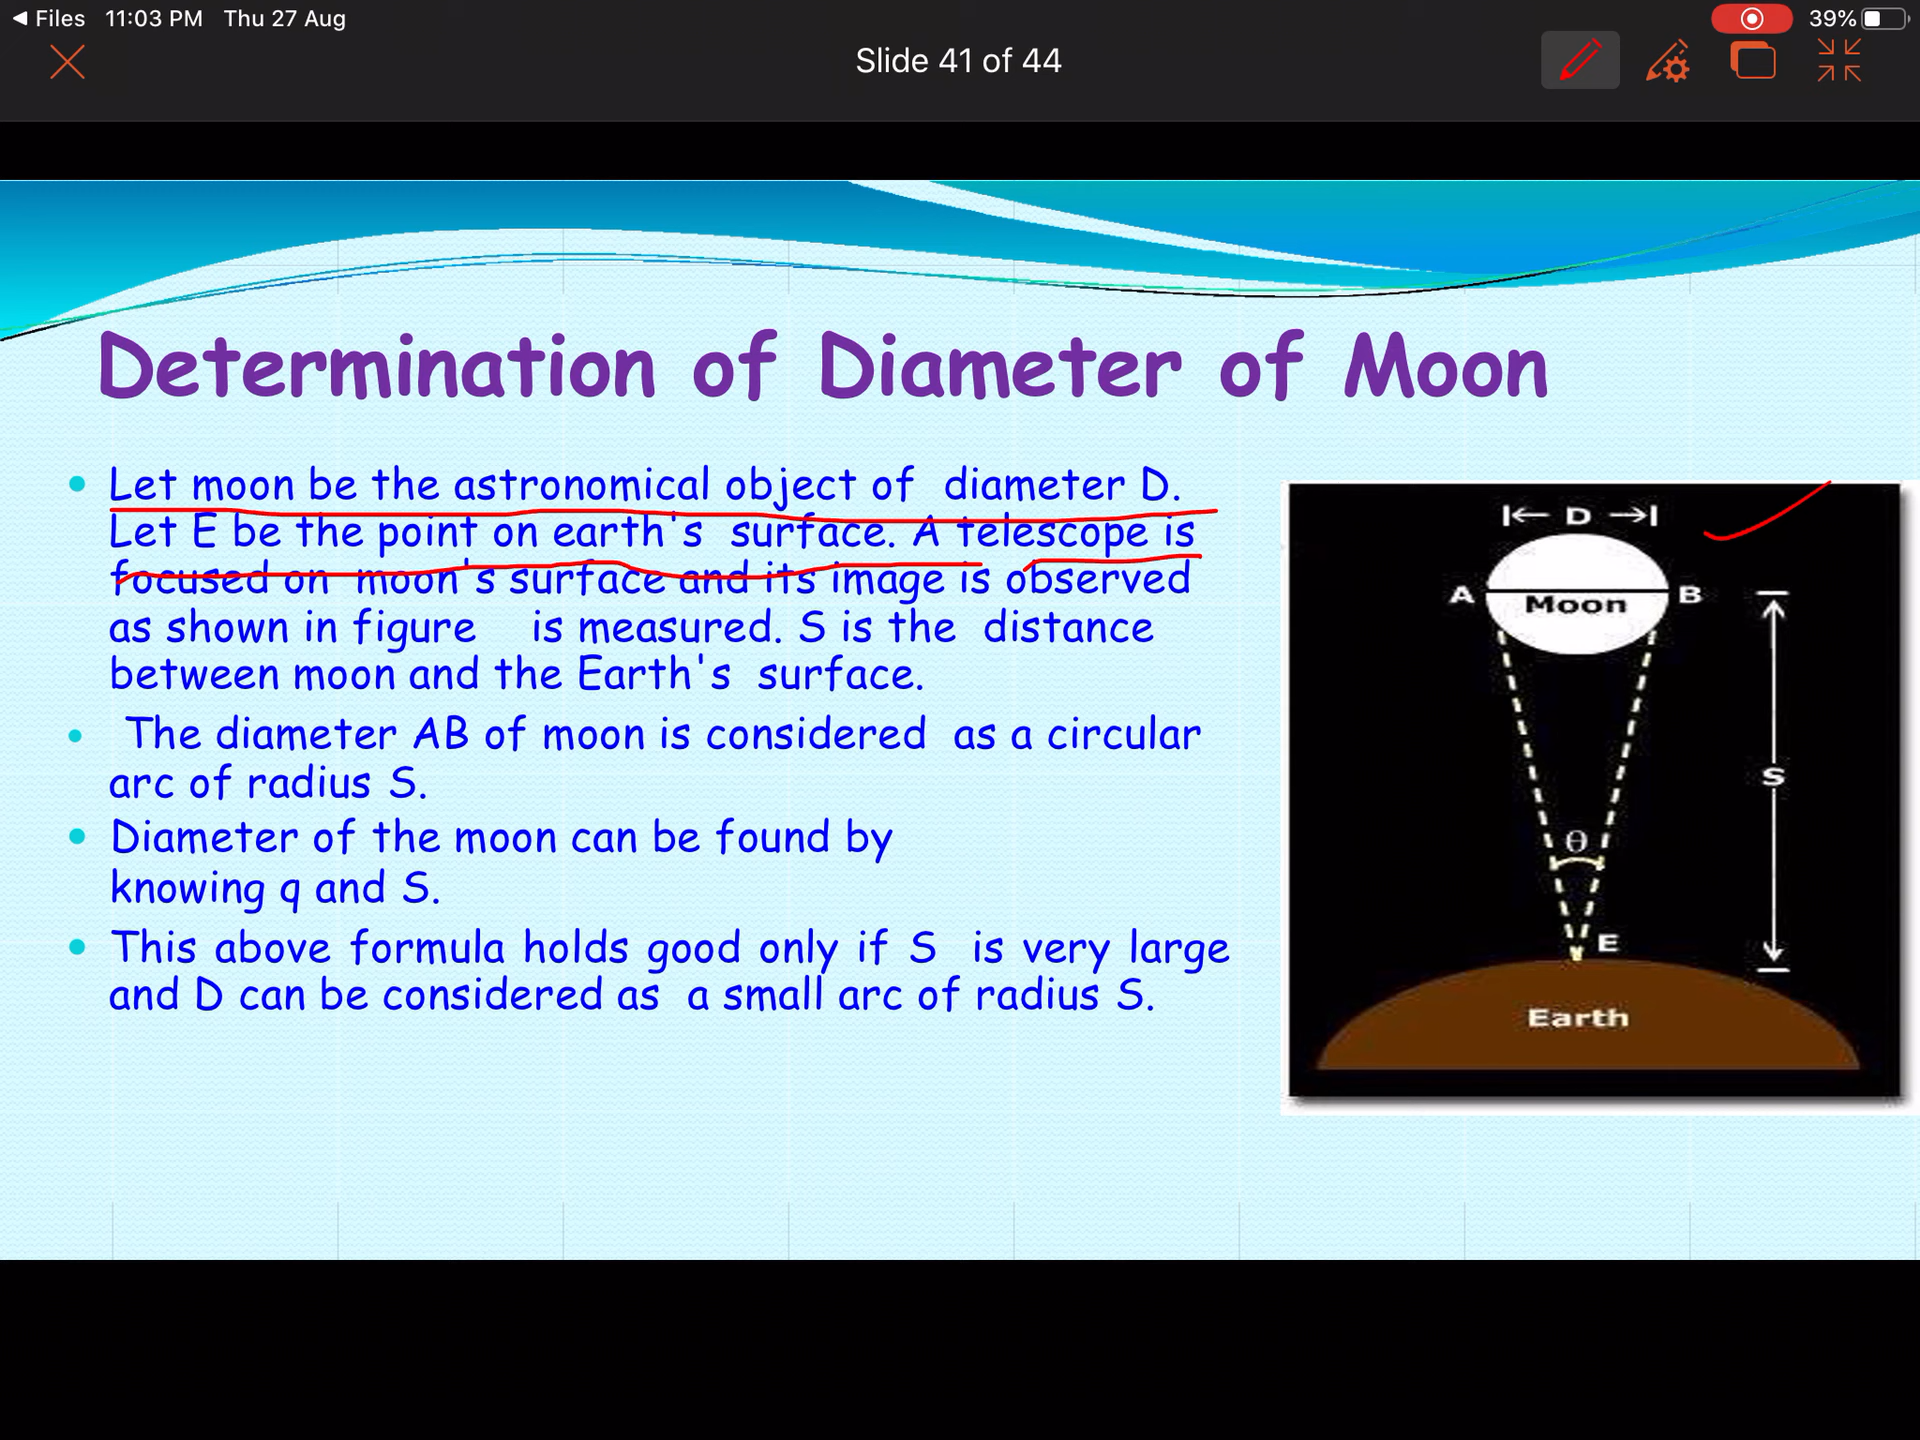 Files 11:03 PM Thu 27 Aug
39%
Slide 41 of 44
Determination of Diameter of Moon
Let moon be the astronomical object of diameter D.
Let E be the point on earth's surface. A telescope is
focused on moon's surface and its image is observed
as shown in figure is measured. S is the distance
between moon and the Earth's surface.
The diameter AB of moon is considered as a circular
arc of radius S.
Diameter of the moon can be found by
knowing q and S.
This above formula holds good only if S is very large
and D can be considered as a small arc of radius S.
D
A Moon B
S
θ
E
Earth